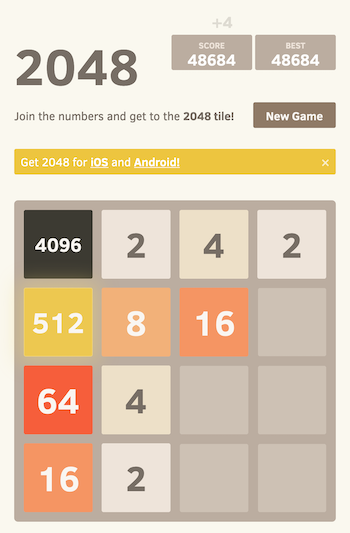 +4
2048
SCORE
48684
BEST
48684
Join the numbers and get to the 2048 tile!
New Game
Get 2048 for iOS and Android!
×
4096 2 4 2
512 8 16
64 4
16 2